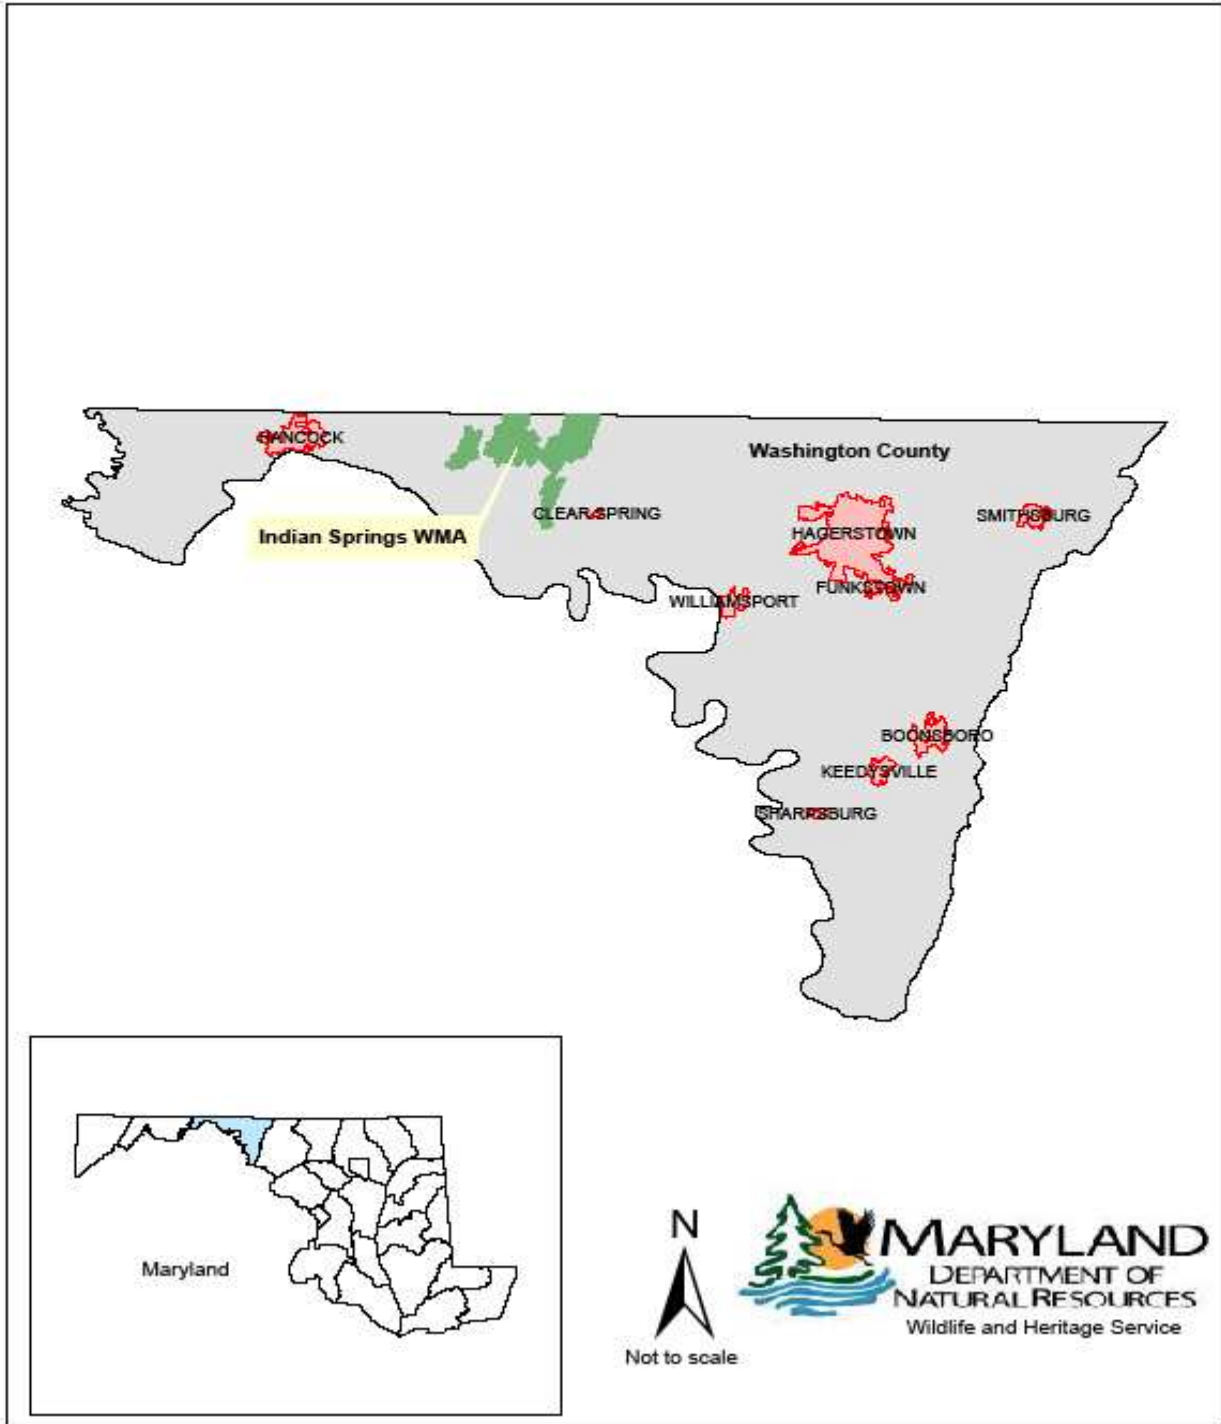 HANCOCK
Washington County
CLEAR SPRING
SMITHSBURG
Indian Springs WMA
HAGERSTOWN
FUNKSTOWN
WILLIAMSPORT
BOONSBORO
KEEDYSVILLE
SHARPSBURG
Maryland
N
Not to scale
MARYLAND
DEPARTMENT OF
NATURAL RESOURCES
Wildlife and Heritage Service